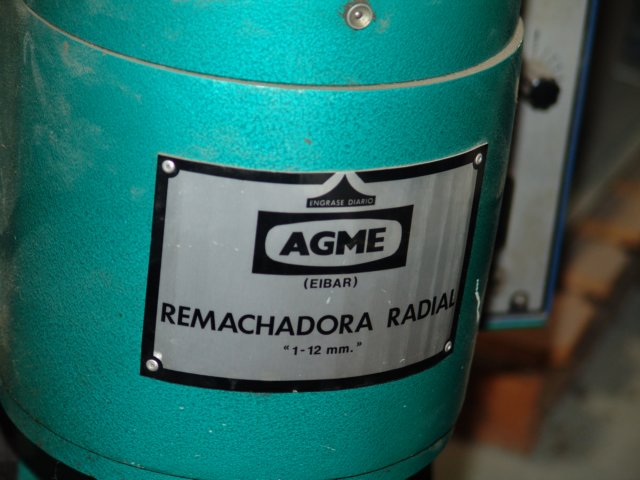 ENGRASE DIARIO
AGME
(EIBAR)
REMACHADORA RADIAL
"1-12 mm."